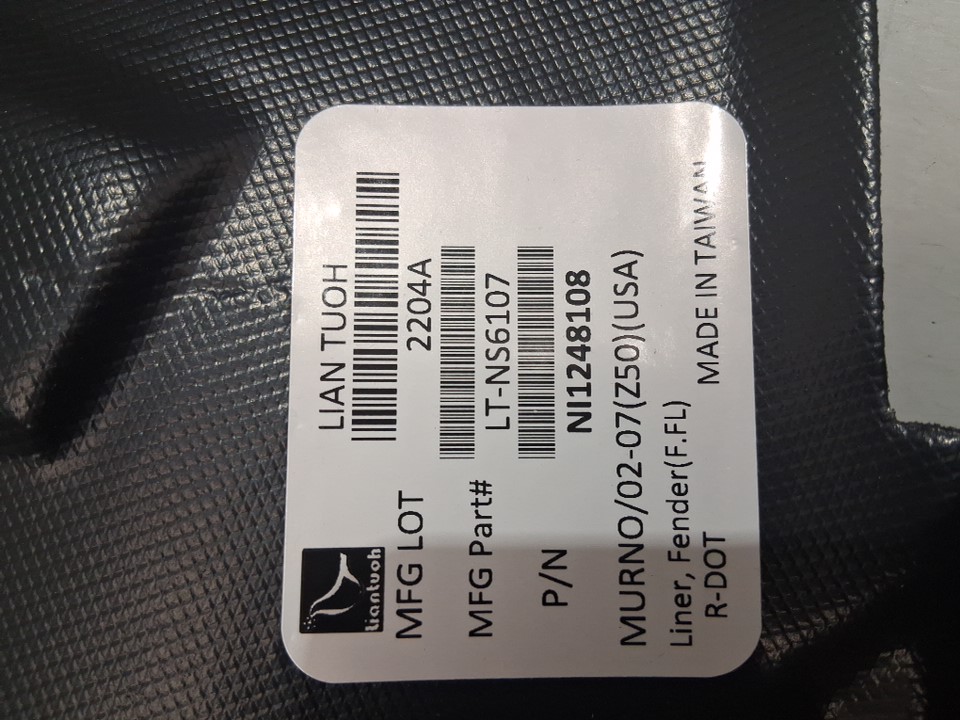 LIAN TUOH
liantuoh
MFG LOT
2204A
MFG Part#
LT-NS6107
P/N
NI1248108
MURNO/02-07(Z50)(USA)
Liner, Fender(F.FL)
R-DOT
MADE IN TAIWAN